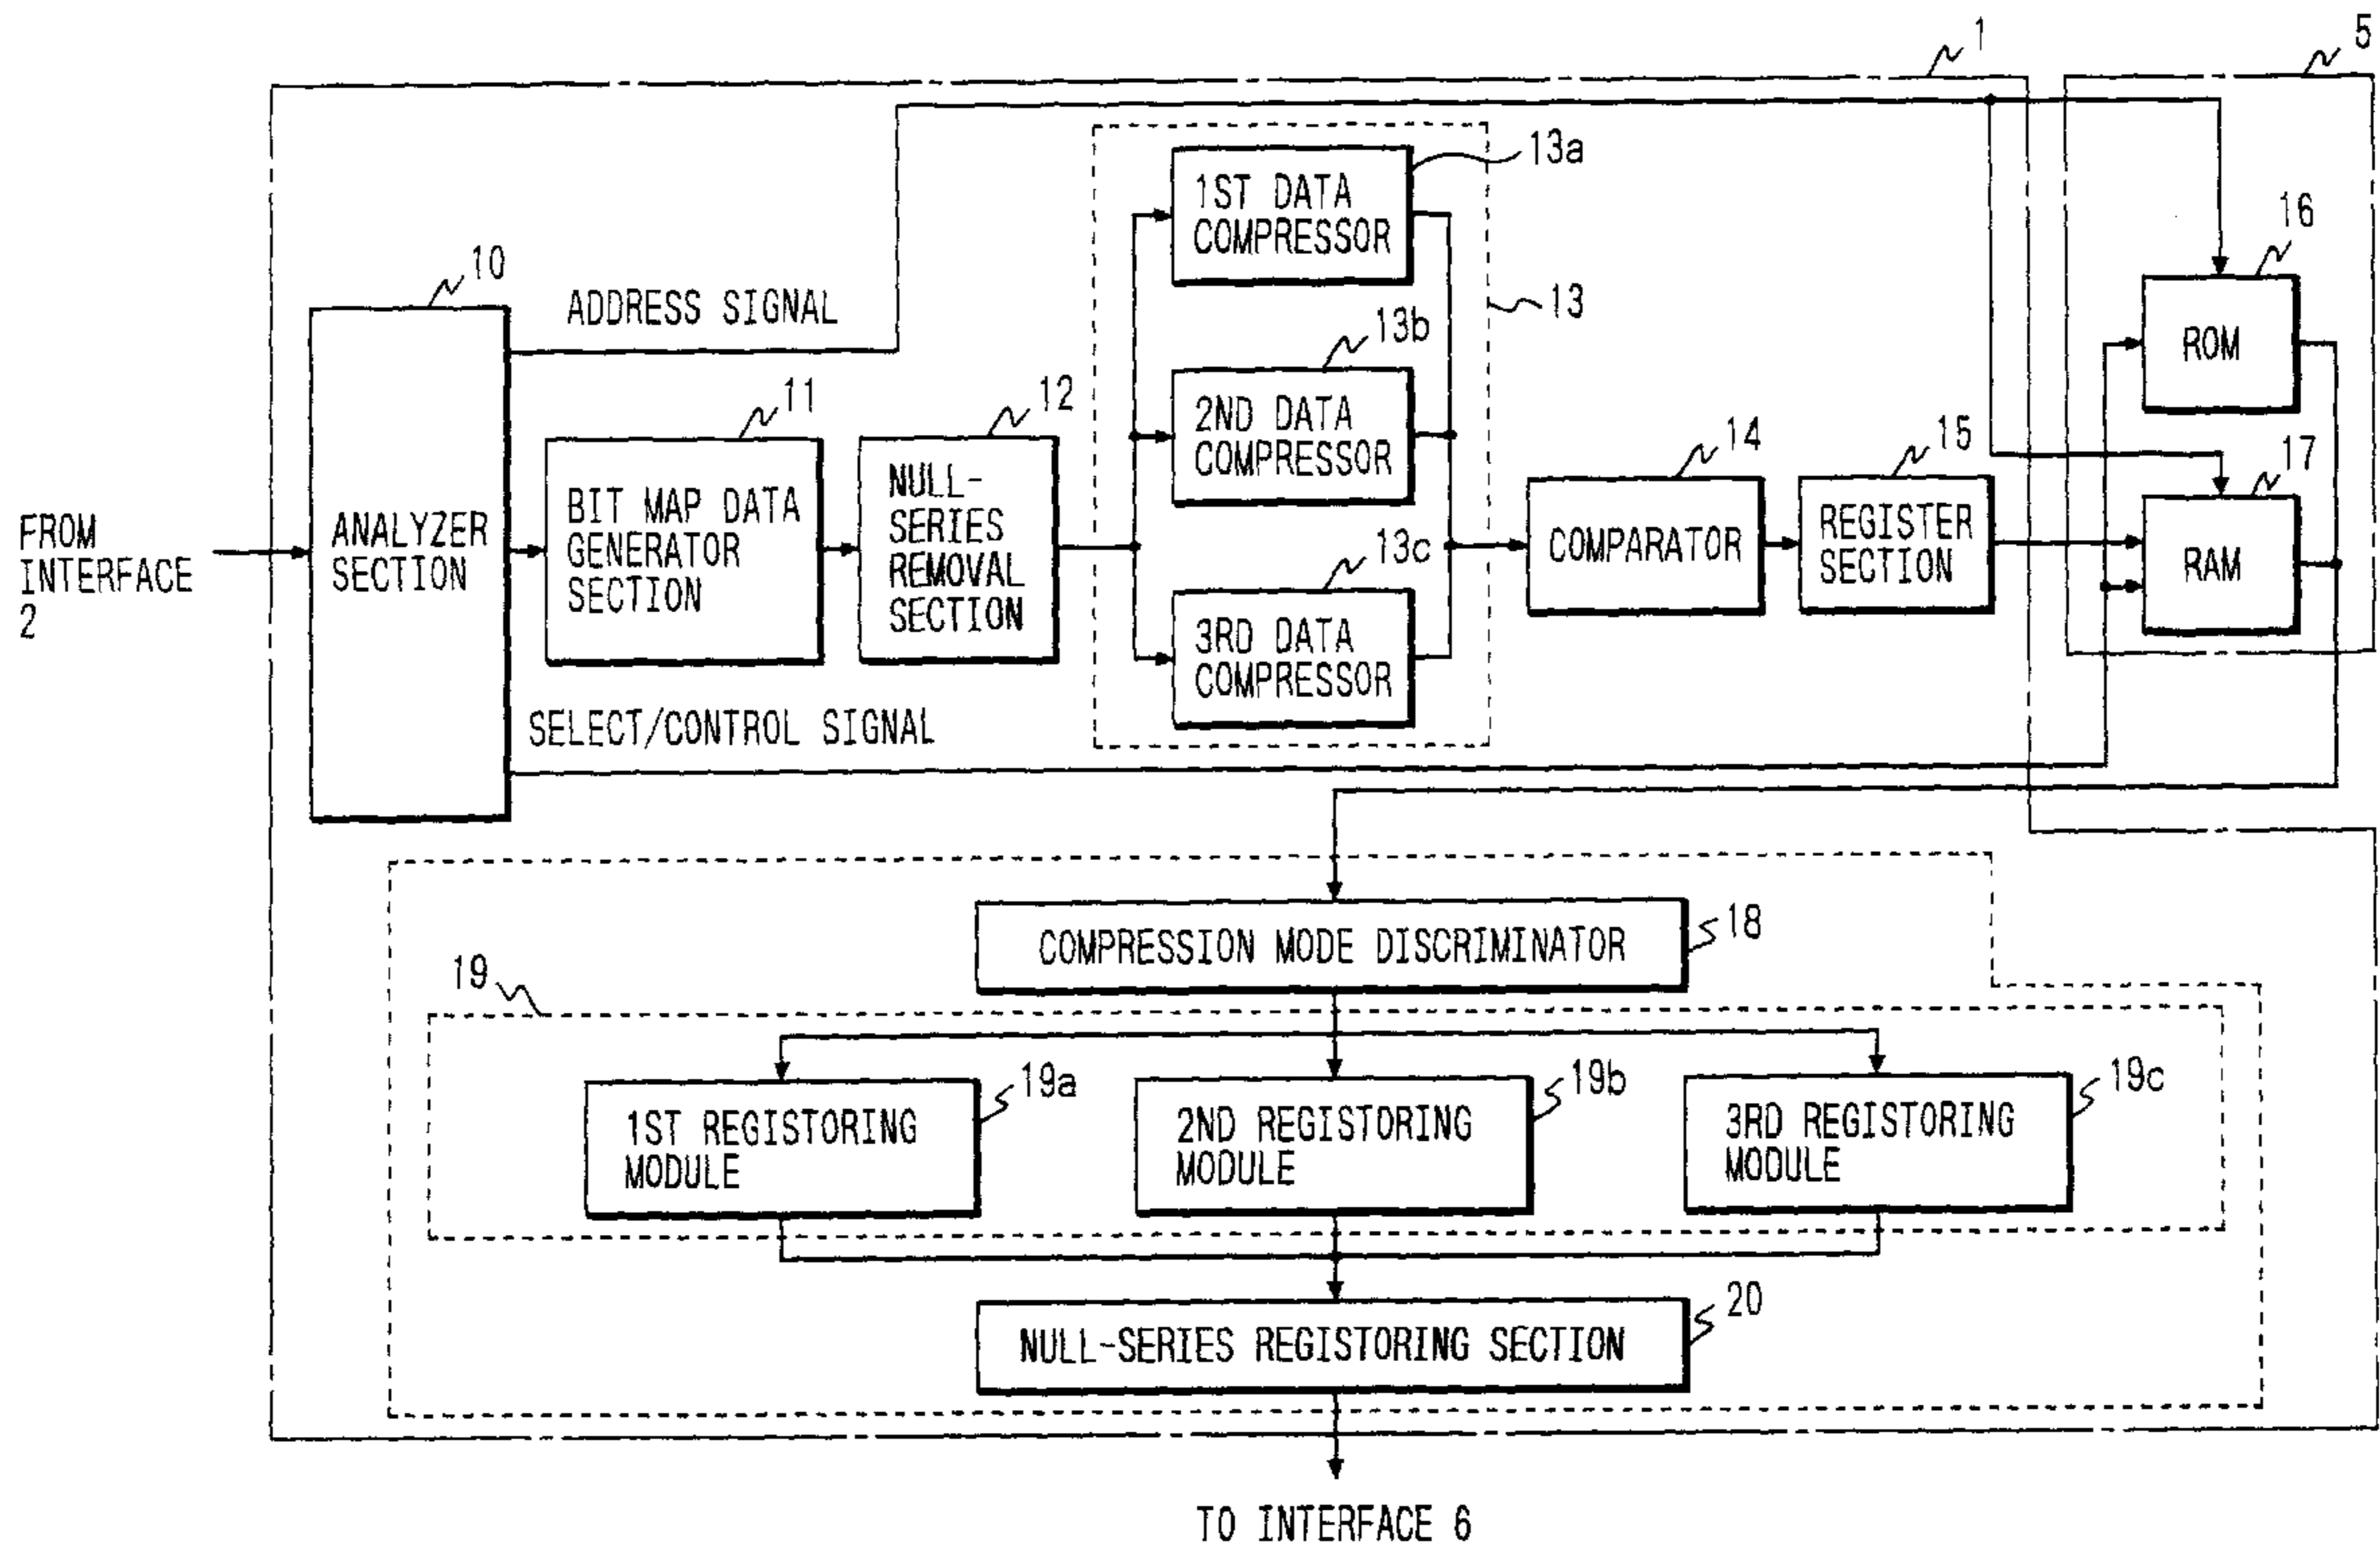 1
5
13a
1ST DATA
COMPRESSOR
16
10
ADDRESS SIGNAL
13
13b
ROM
11
12
2ND DATA
COMPRESSOR
14
15
17
FROM
INTERFACE
2
ANALYZER
SECTION
BIT MAP DATA
GENERATOR
SECTION
NULL-
SERIES
REMOVAL
SECTION
13c
COMPARATOR
REGISTER
SECTION
RAM
3RD DATA
COMPRESSOR
SELECT/CONTROL SIGNAL
18
COMPRESSION MODE DISCRIMINATOR
19
19a
19b
19c
1ST REGISTORING
MODULE
2ND REGISTORING
MODULE
3RD REGISTORING
MODULE
20
NULL-SERIES REGISTORING SECTION
TO INTERFACE 6